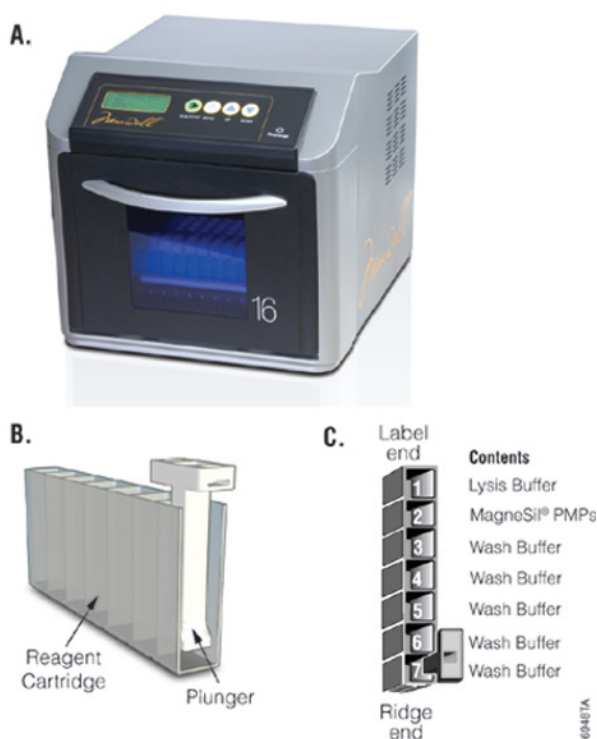 A.
Maxwell
16
B.
Reagent
Cartridge
Plunger
C.
Label
end
Contents
1 Lysis Buffer
2 MagneSil® PMPs
3 Wash Buffer
4 Wash Buffer
5 Wash Buffer
6 Wash Buffer
7 Wash Buffer
Ridge
end
6948TA